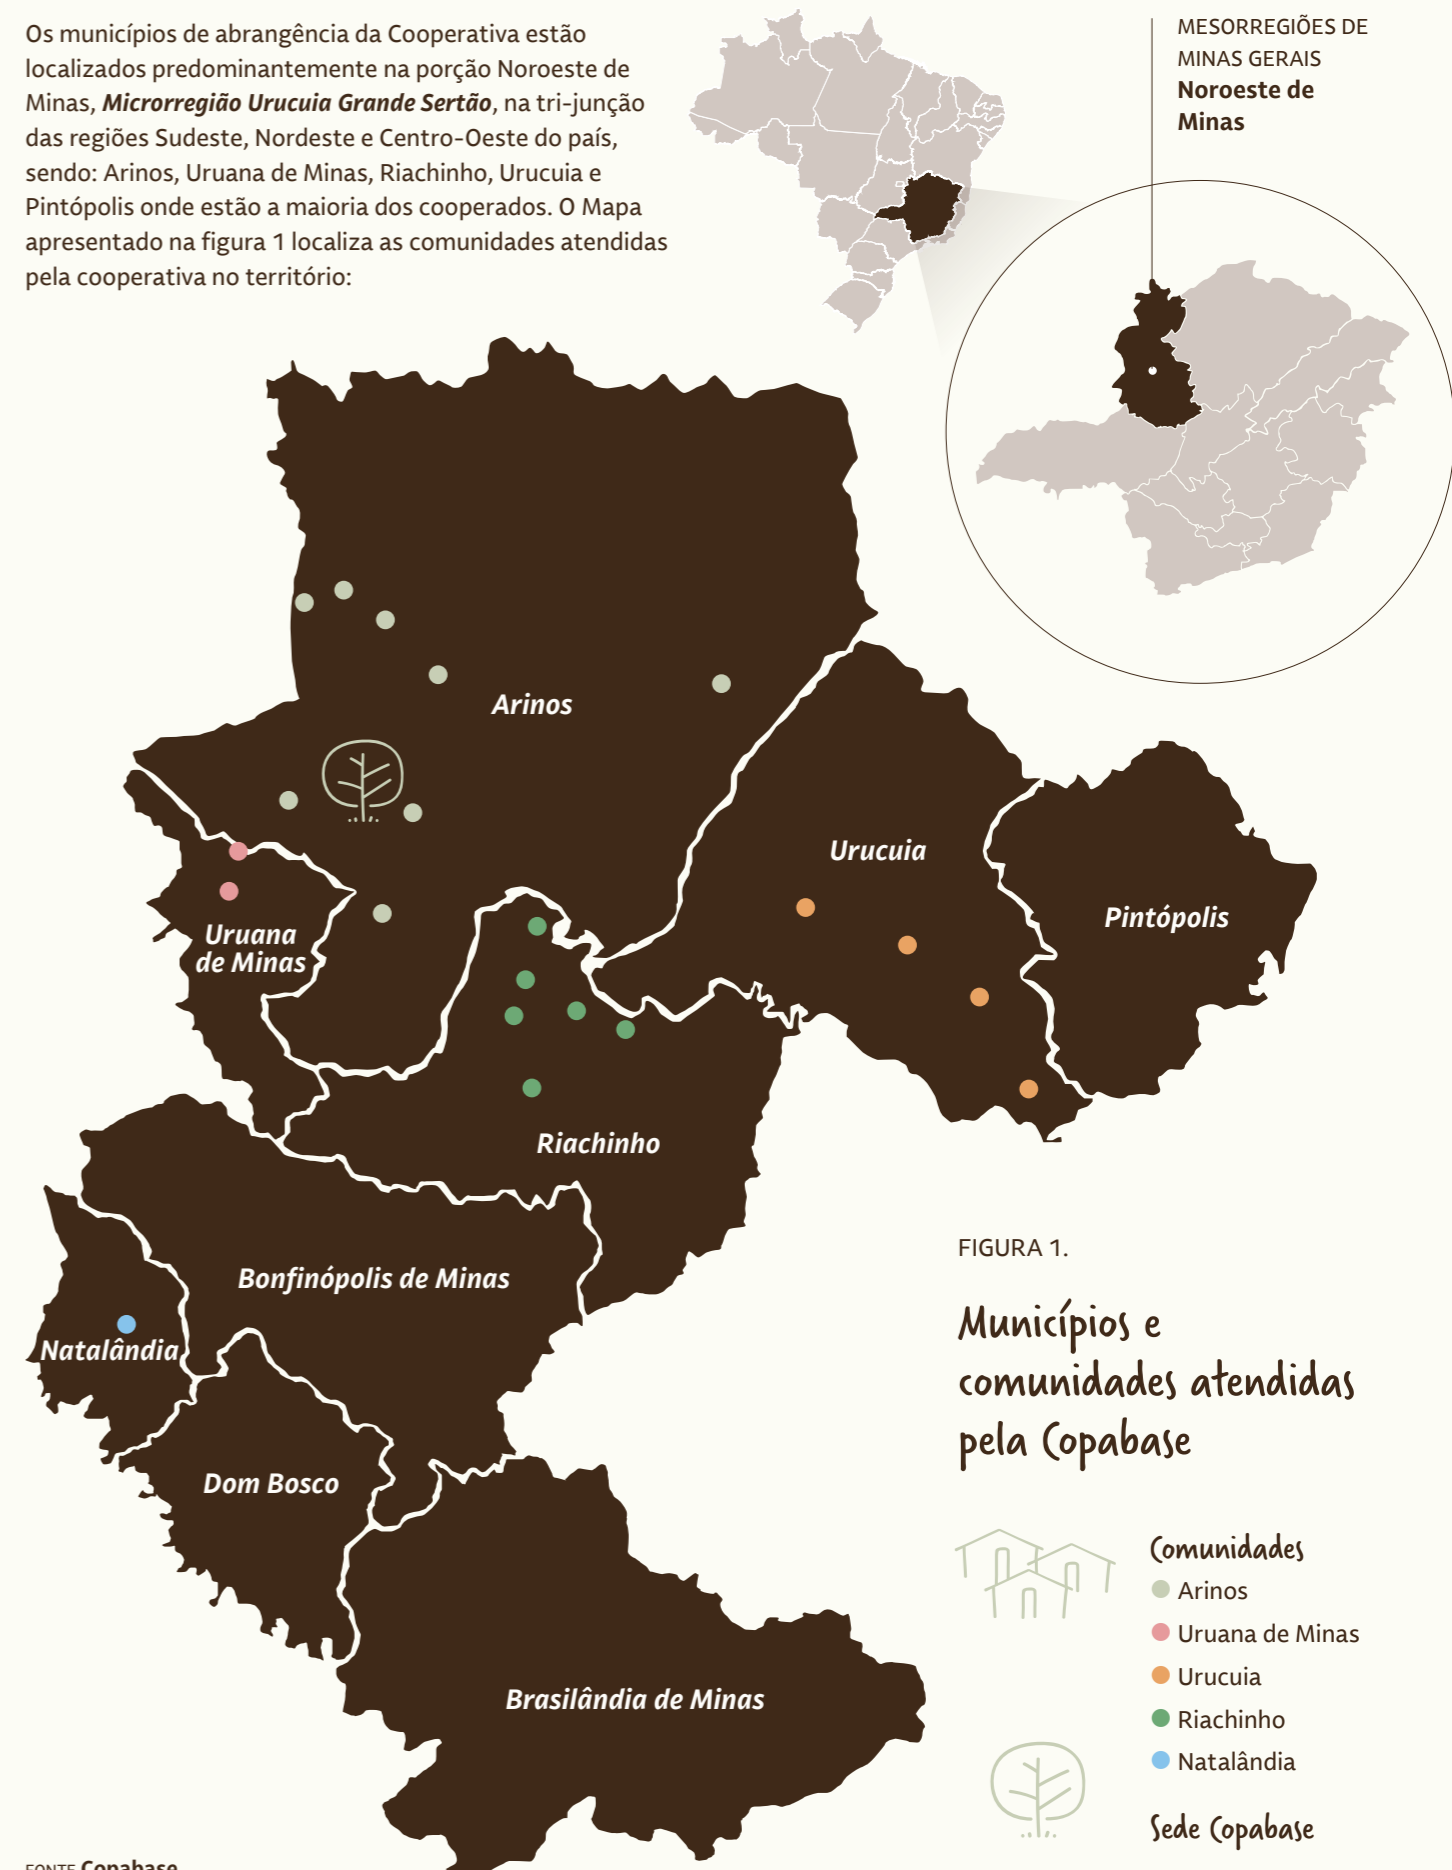 Os municípios de abrangência da Cooperativa estão
localizados predominantemente na porção Noroeste de
Minas, Microrregião Urucuia Grande Sertão, na tri-junção
das regiões Sudeste, Nordeste e Centro-Oeste do país,
sendo: Arinos, Uruana de Minas, Riachinho, Urucuia e
Pintópolis onde estão a maioria dos cooperados. O Mapa
apresentado na figura 1 localiza as comunidades atendidas
pela cooperativa no território:
MESORREGIÕES DE
MINAS GERAIS
Noroeste de
Minas
Arinos
Urucuia
Pintópolis
Uruana
de Minas
Riachinho
Bonfinópolis de Minas
Natalândia
Dom Bosco
Brasilândia de Minas
FIGURA 1.
Municípios e
comunidades atendidas
pela Copabase
Comunidades
Arinos
Uruana de Minas
Urucuia
Riachinho
Natalândia
Sede Copabase
FONTE Copabase